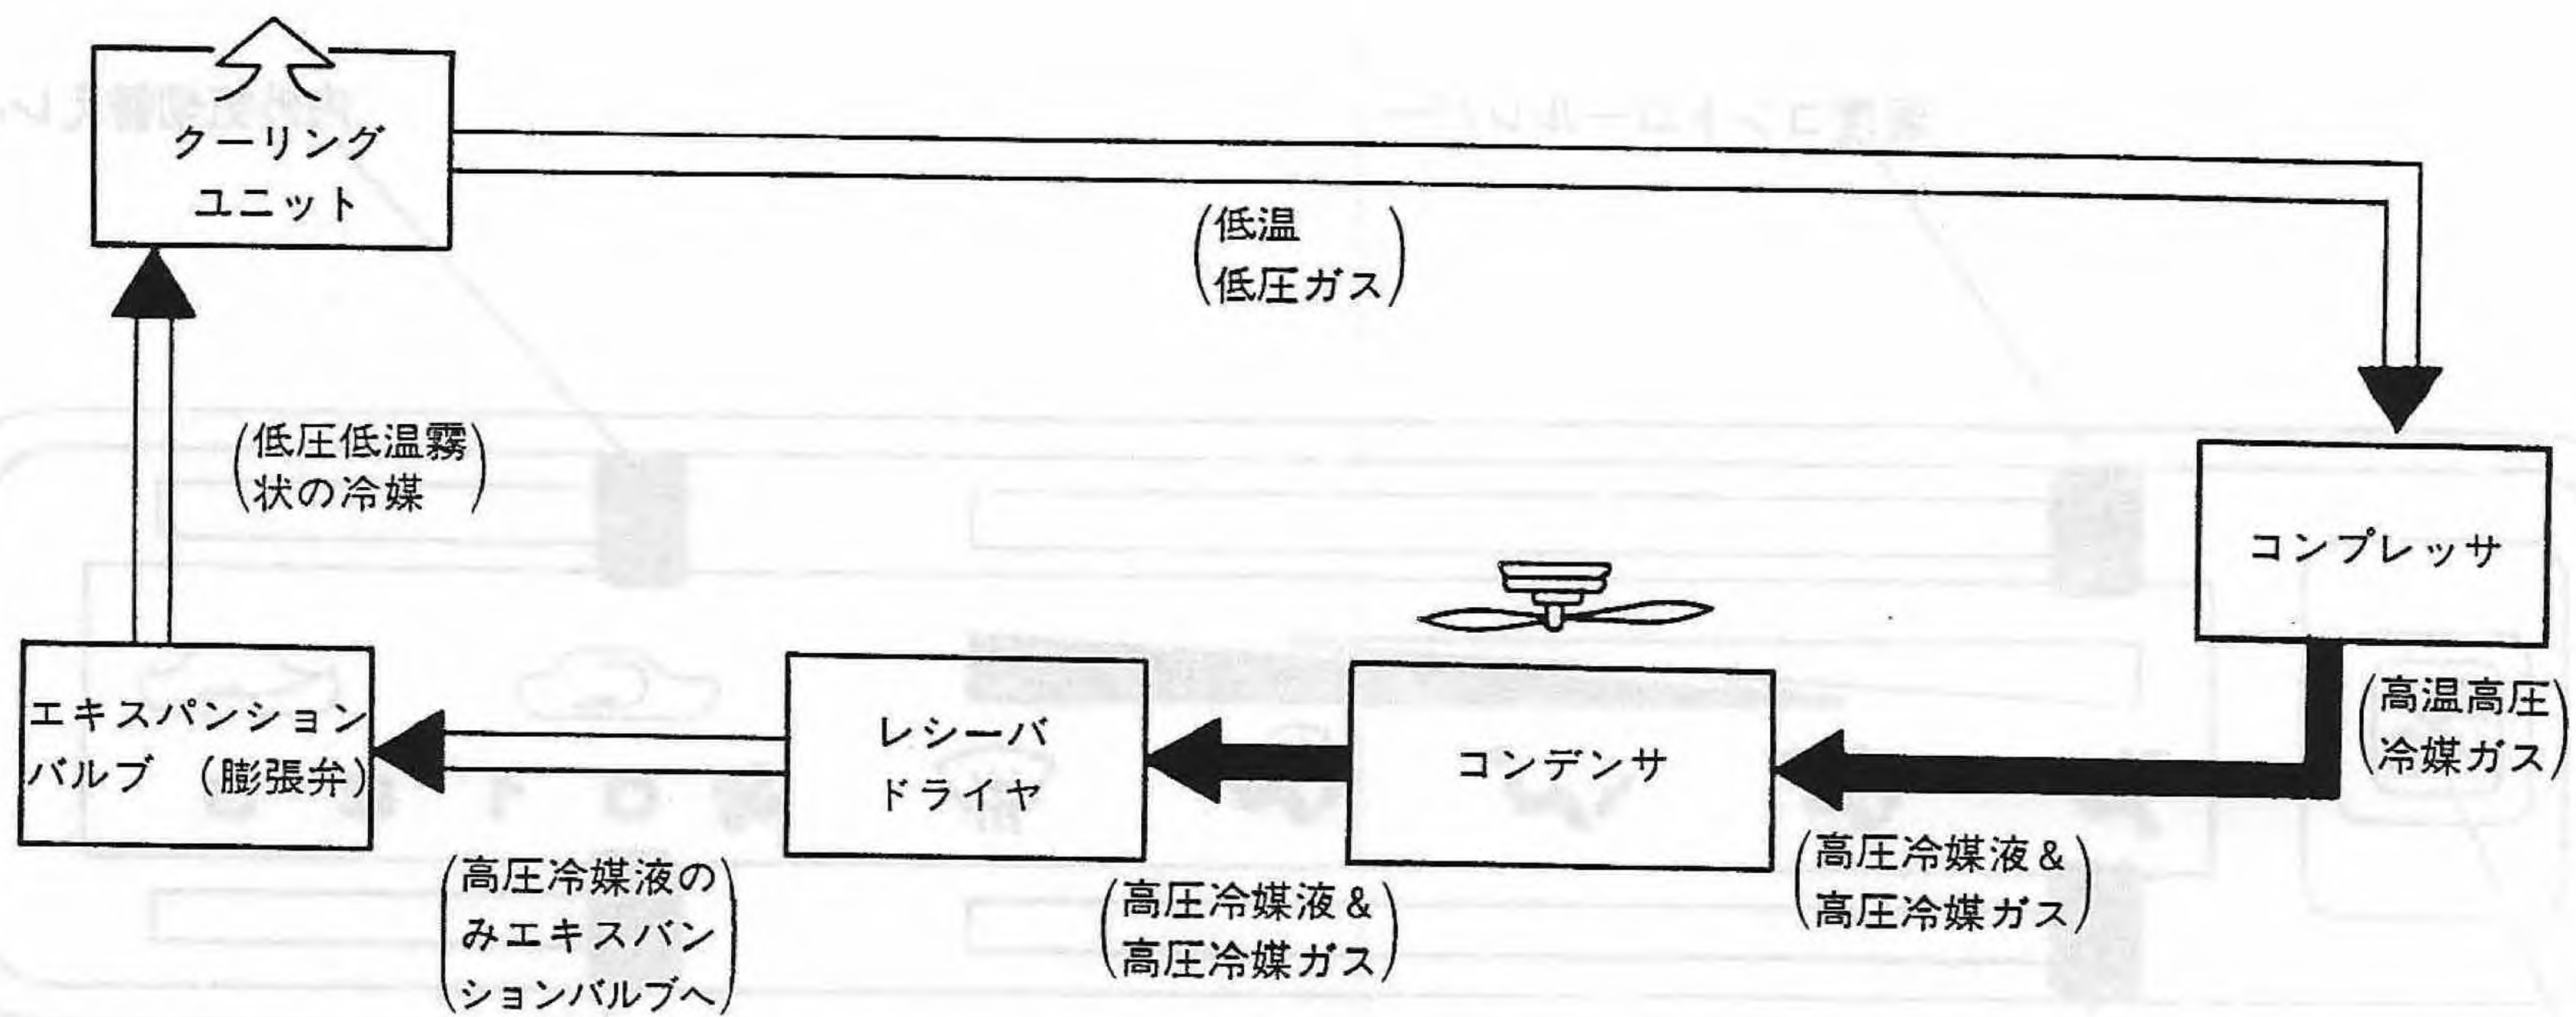 クーリング
ユニット
(低温
低圧ガス)
(低圧低温霧
状の冷媒)
コンプレッサ
(高温高圧
冷媒ガス)
エキスパンション
バルブ (膨張弁)
レシーバ
ドライヤ
コンデンサ
(高圧冷媒液の
みエキスバン
ションバルブへ)
(高圧冷媒液&
高圧冷媒ガス)
(高圧冷媒液&
高圧冷媒ガス)